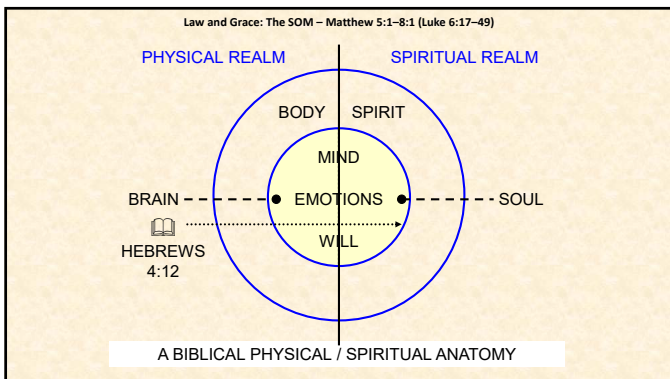 Law and Grace: The SOM – Matthew 5:1–8:1 (Luke 6:17–49)
PHYSICAL REALM SPIRITUAL REALM
BODY SPIRIT
MIND
BRAIN EMOTIONS SOUL
WILL
HEBREWS
4:12
A BIBLICAL PHYSICAL / SPIRITUAL ANATOMY